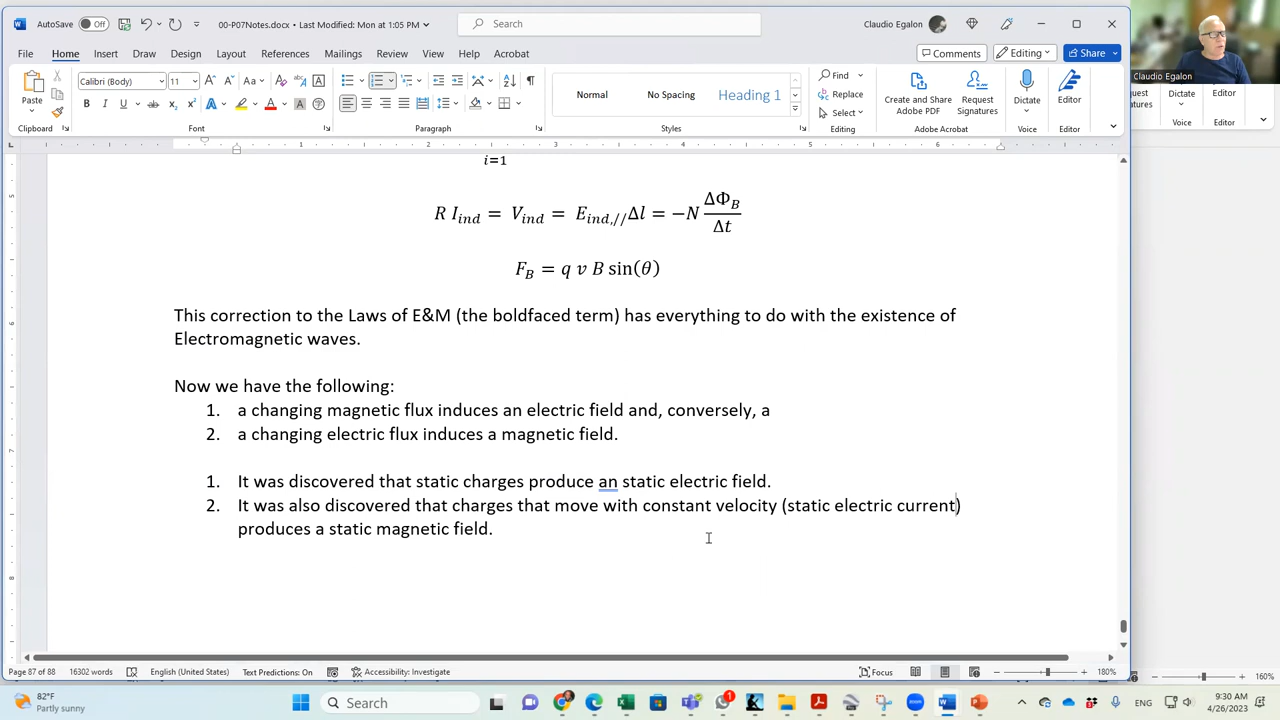 AutoSave Off 00-P07Notes.docx • Last Modified: Mon at 1:05 PM Search Claudio Egalon
File Home Insert Draw Design Layout References Mailings Review View Help Acrobat Comments Editing Share
Claudio Egalon
Paste Calibri (Body) 11 Normal No Spacing Heading 1 Find Replace Select Create and Share Adobe PDF Request Signatures Dictate Editor
Clipboard Font Paragraph Styles Editing Adobe Acrobat Voice Editor
Dictate Editor
Voice Editor
i=1
R I_ind = V_ind = E_ind,// Δl = −N ΔΦ_B / Δt
F_B = q v B sin(θ)
This correction to the Laws of E&M (the boldfaced term) has everything to do with the existence of
Electromagnetic waves.
Now we have the following:
1. a changing magnetic flux induces an electric field and, conversely, a
2. a changing electric flux induces a magnetic field.
1. It was discovered that static charges produce an static electric field.
2. It was also discovered that charges that move with constant velocity (static electric current)
produces a static magnetic field.
Page 87 of 88 16302 words English (United States) Text Predictions: On Accessibility: Investigate Focus 180%
160%
82°F
Partly sunny
Search
9:30 AM
4/26/2023